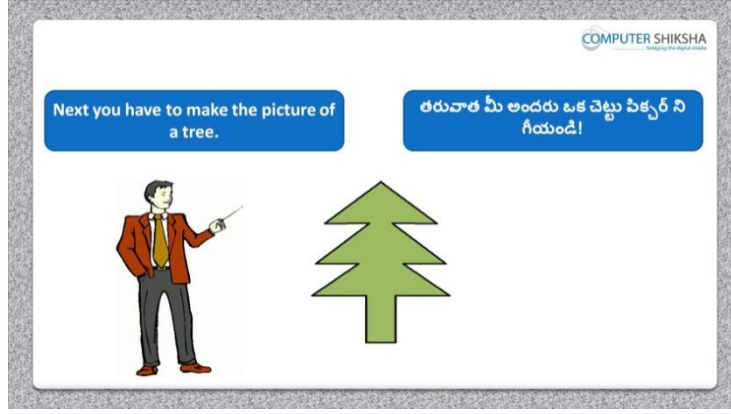 COMPUTER SHIKSHA
bridging the digital divide
Next you have to make the picture of
a tree.
తరువాత మీ అందరు ఒక చెట్టు పిక్చర్ ని
గీయండి!